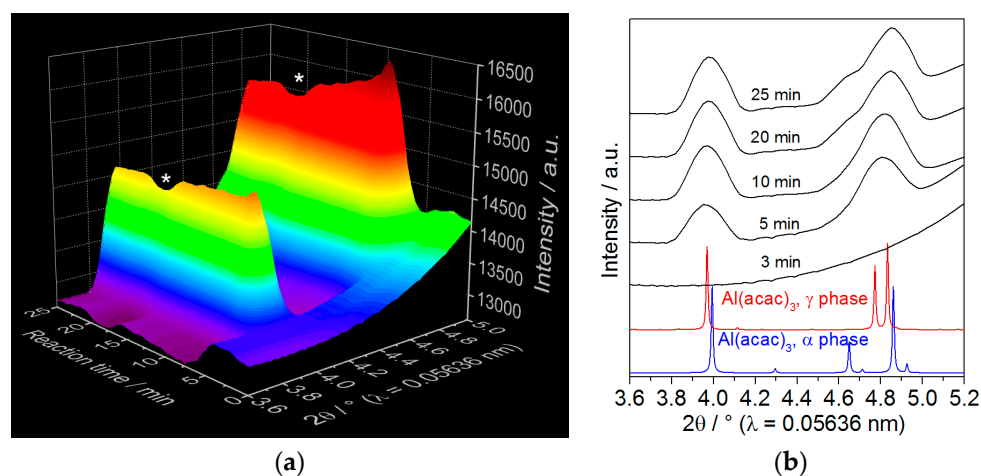 *
*
16500
16000
15500
15000
14500
14000
13500
13000
Intensity / a.u.
25
20
15
10
5
0
Reaction time / min
3.6
3.8
4.0
4.2
4.4
4.6
4.8
5.0
2θ / ° (λ = 0.05636 nm)
(a)
Intensity / a.u.
25 min
20 min
10 min
5 min
3 min
Al(acac)₃, γ phase
Al(acac)₃, α phase
3.6 3.8 4.0 4.2 4.4 4.6 4.8 5.0 5.2
2θ / ° (λ = 0.05636 nm)
(b)